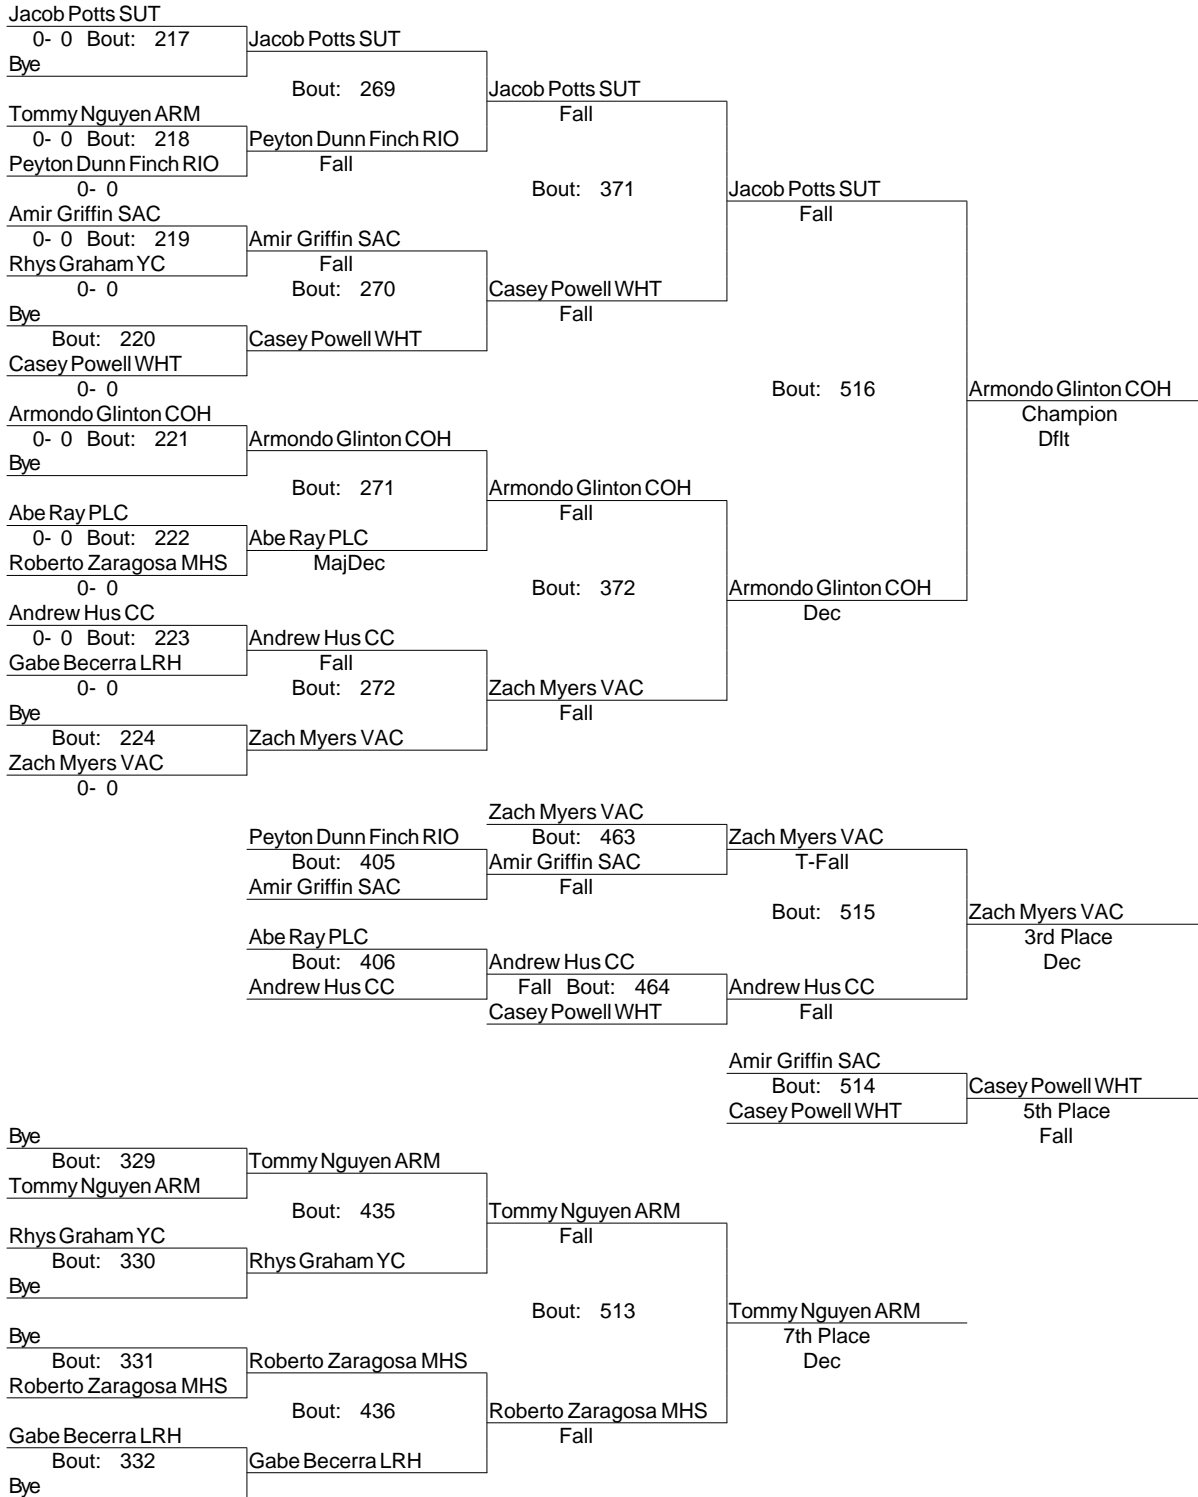 Jacob Potts SUT
0- 0 Bout: 217 Jacob Potts SUT
Bye
Bout: 269 Jacob Potts SUT
Tommy Nguyen ARM Fall
0- 0 Bout: 218 Peyton Dunn Finch RIO
Peyton Dunn Finch RIO Fall
0- 0 Bout: 371 Jacob Potts SUT
Amir Griffin SAC Fall
0- 0 Bout: 219 Amir Griffin SAC
Rhys Graham YC Fall
0- 0 Bout: 270 Casey Powell WHT
Bye Fall
Bout: 220 Casey Powell WHT
Casey Powell WHT
0- 0 Bout: 516 Armondo Glinton COH
Armondo Glinton COH Champion
0- 0 Bout: 221 Armondo Glinton COH Dflt
Bye
Bout: 271 Armondo Glinton COH
Abe Ray PLC Fall
0- 0 Bout: 222 Abe Ray PLC
Roberto Zaragosa MHS MajDec
0- 0 Bout: 372 Armondo Glinton COH
Andrew Hus CC Dec
0- 0 Bout: 223 Andrew Hus CC
Gabe Becerra LRH Fall
0- 0 Bout: 272 Zach Myers VAC
Bye Fall
Bout: 224 Zach Myers VAC
Zach Myers VAC
0- 0
Zach Myers VAC
Peyton Dunn Finch RIO Bout: 463 Zach Myers VAC
Bout: 405 Amir Griffin SAC T-Fall
Amir Griffin SAC Fall
Bout: 515 Zach Myers VAC
Abe Ray PLC 3rd Place
Bout: 406 Andrew Hus CC Dec
Andrew Hus CC Fall Bout: 464 Andrew Hus CC
Casey Powell WHT Fall
Amir Griffin SAC
Bout: 514 Casey Powell WHT
Casey Powell WHT 5th Place
Bye Fall
Bout: 329 Tommy Nguyen ARM
Tommy Nguyen ARM
Bout: 435 Tommy Nguyen ARM
Rhys Graham YC Fall
Bout: 330 Rhys Graham YC
Bye
Bout: 513 Tommy Nguyen ARM
Bye 7th Place
Bout: 331 Roberto Zaragosa MHS Dec
Roberto Zaragosa MHS
Bout: 436 Roberto Zaragosa MHS
Gabe Becerra LRH Fall
Bout: 332 Gabe Becerra LRH
Bye